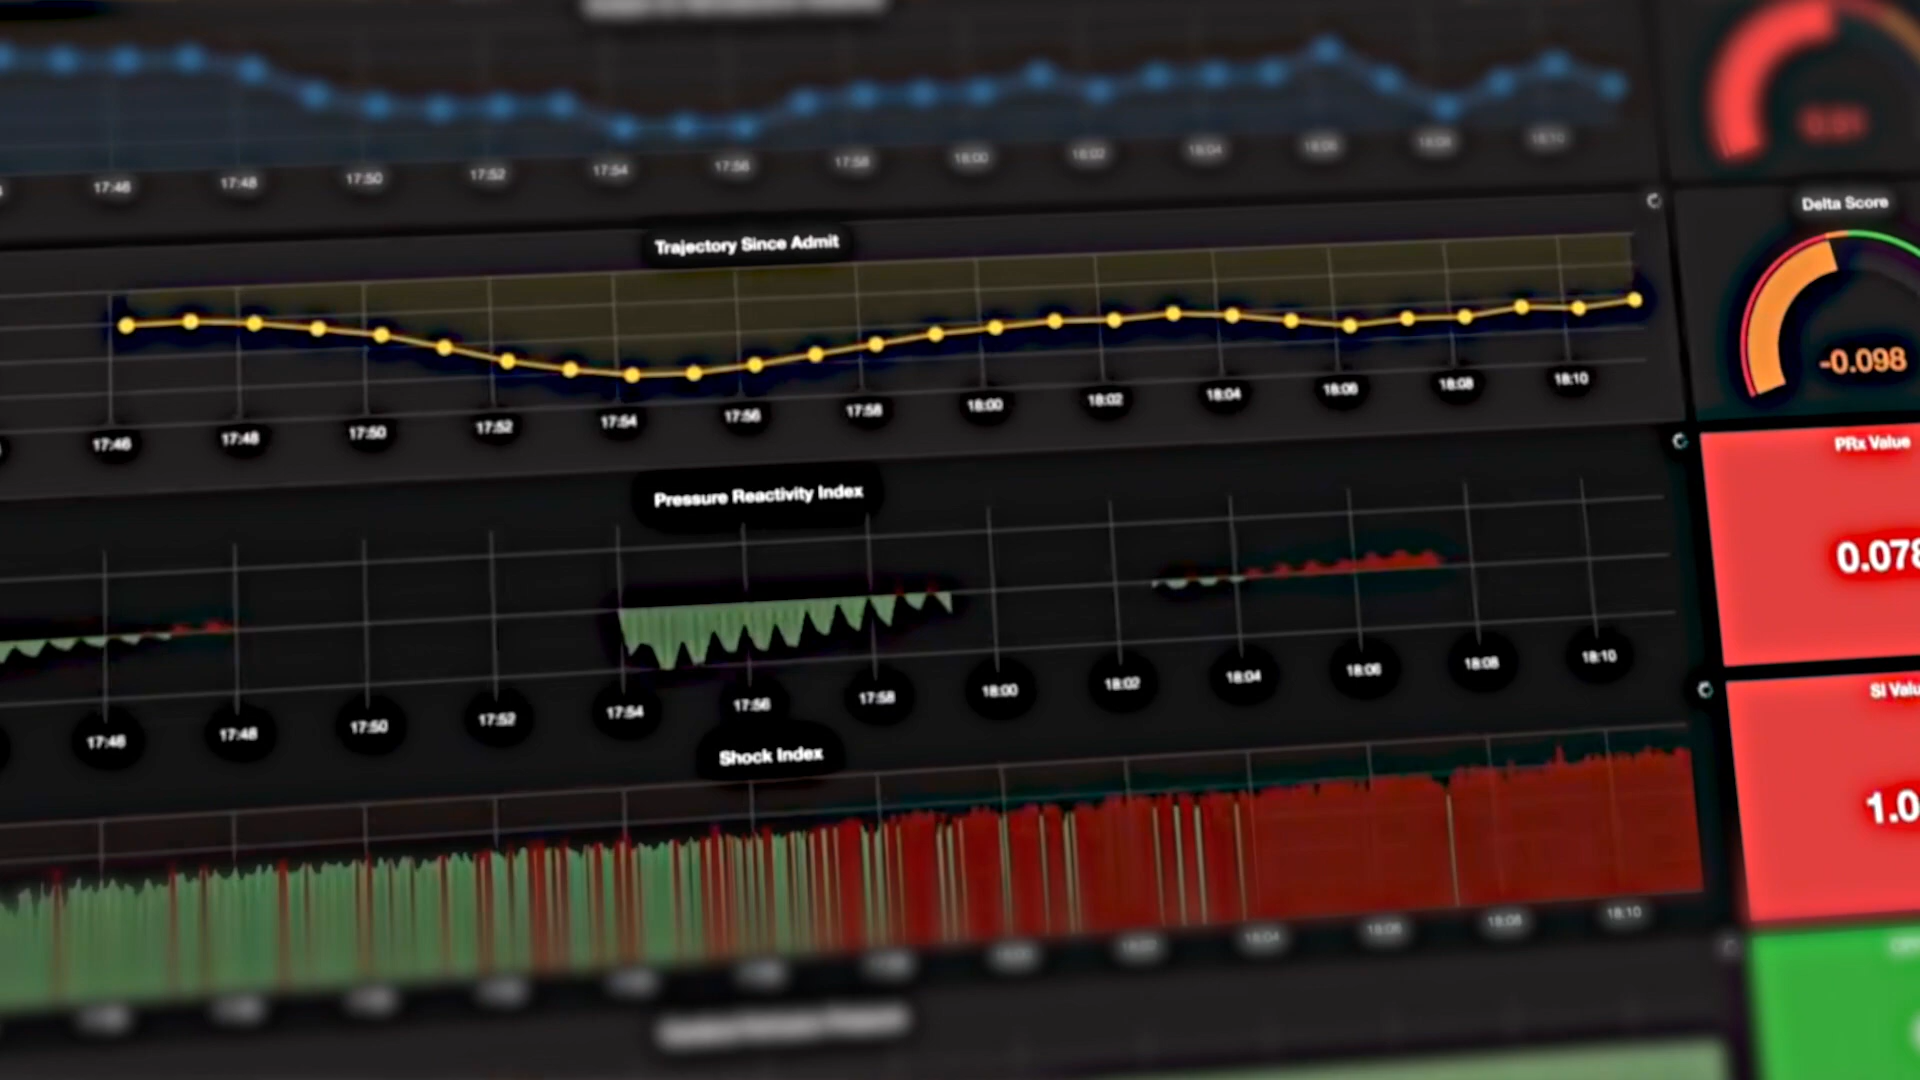 17:46 17:48 17:50 17:52 17:54 17:56 17:58 18:00 18:02 18:04 18:06 18:08 18:10
Delta Score
Trajectory Since Admit
-0.098
17:46 17:48 17:50 17:52 17:54 17:56 17:58 18:00 18:02 18:04 18:06 18:08 18:10
PRx Value
Pressure Reactivity Index
0.078
17:46 17:48 17:50 17:52 17:54 17:56 17:58 18:00 18:02 18:04 18:06 18:08 18:10
SI Valu
Shock Index
1.0
18:04 18:06 18:08 18:10